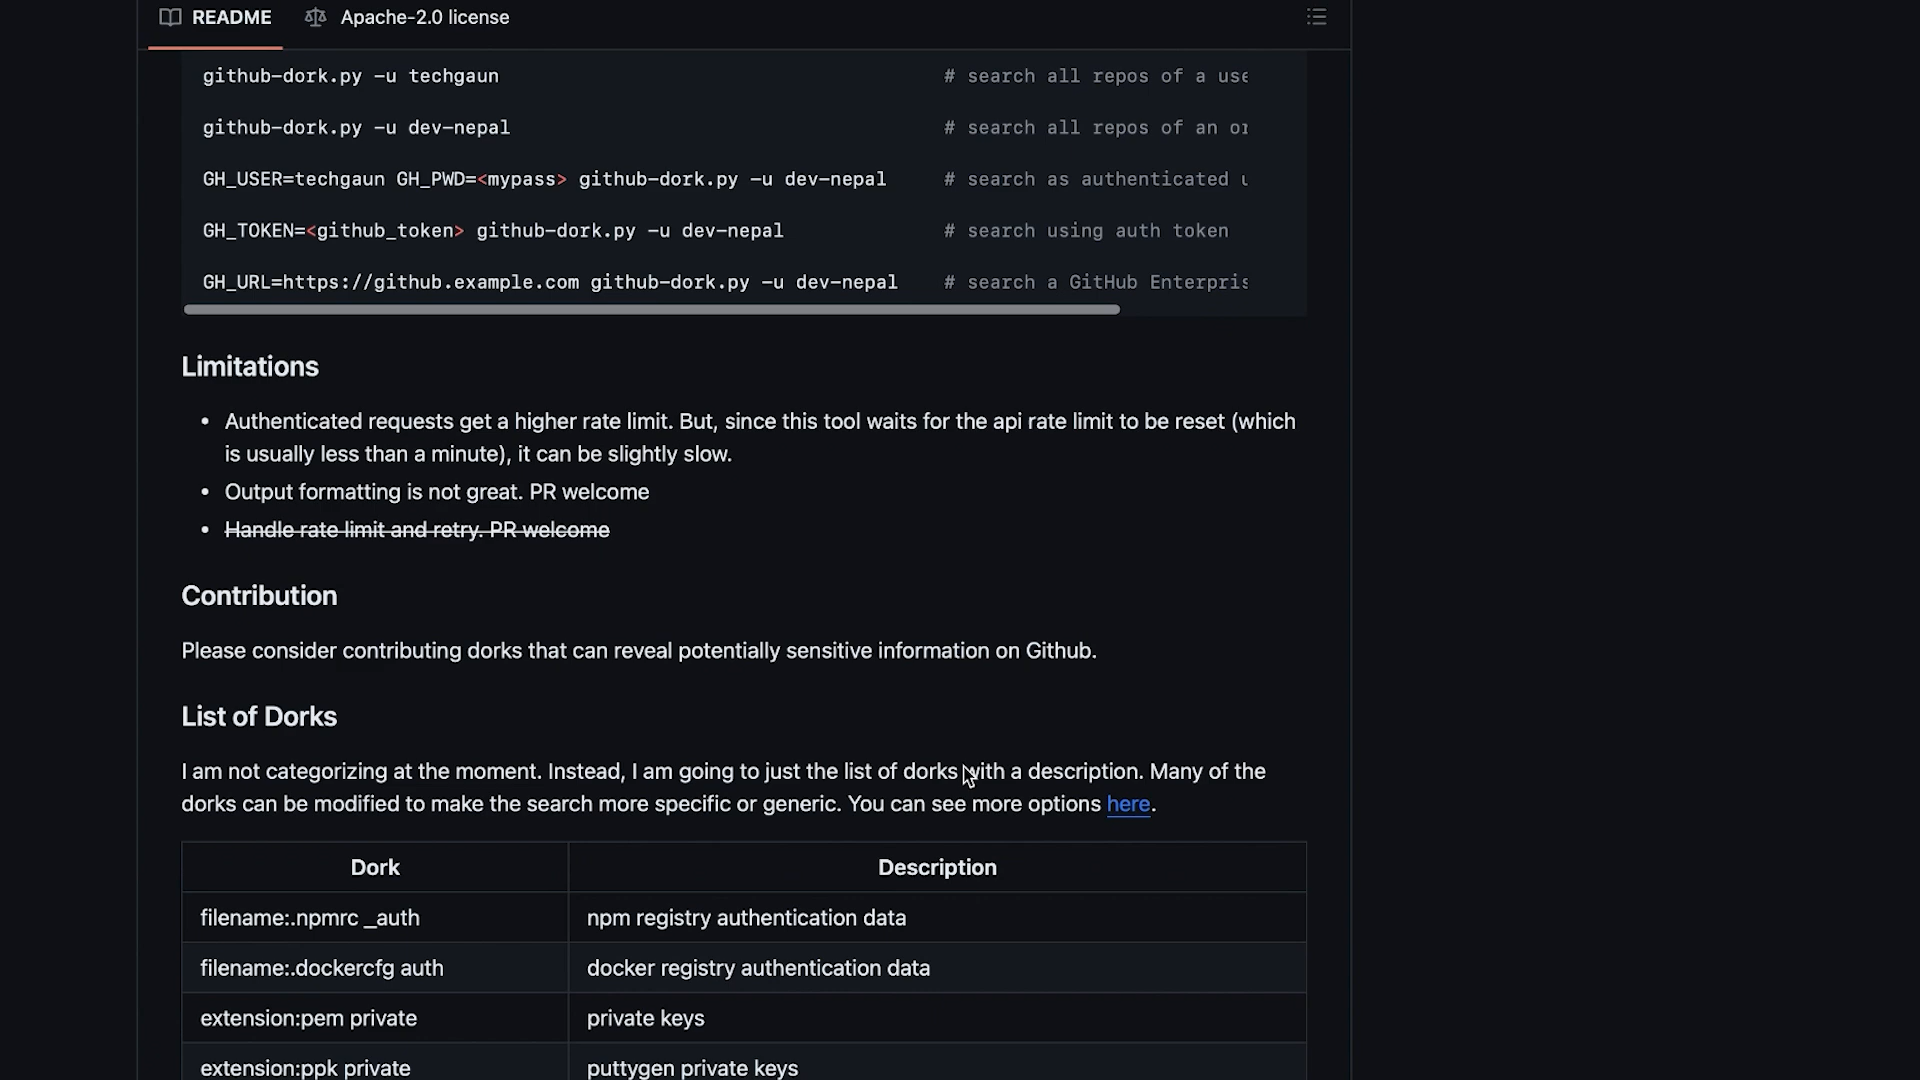 README Apache-2.0 license
github-dork.py -u techgaun # search all repos of a use
github-dork.py -u dev-nepal # search all repos of an or
GH_USER=techgaun GH_PWD=<mypass> github-dork.py -u dev-nepal # search as authenticated u
GH_TOKEN=<github_token> github-dork.py -u dev-nepal # search using auth token
GH_URL=https://github.example.com github-dork.py -u dev-nepal # search a GitHub Enterpris
Limitations
• Authenticated requests get a higher rate limit. But, since this tool waits for the api rate limit to be reset (which
is usually less than a minute), it can be slightly slow.
• Output formatting is not great. PR welcome
• Handle rate limit and retry. PR welcome
Contribution
Please consider contributing dorks that can reveal potentially sensitive information on Github.
List of Dorks
I am not categorizing at the moment. Instead, I am going to just the list of dorks with a description. Many of the
dorks can be modified to make the search more specific or generic. You can see more options here.
Dork Description
filename:.npmrc _auth npm registry authentication data
filename:.dockercfg auth docker registry authentication data
extension:pem private private keys
extension:ppk private puttygen private keys